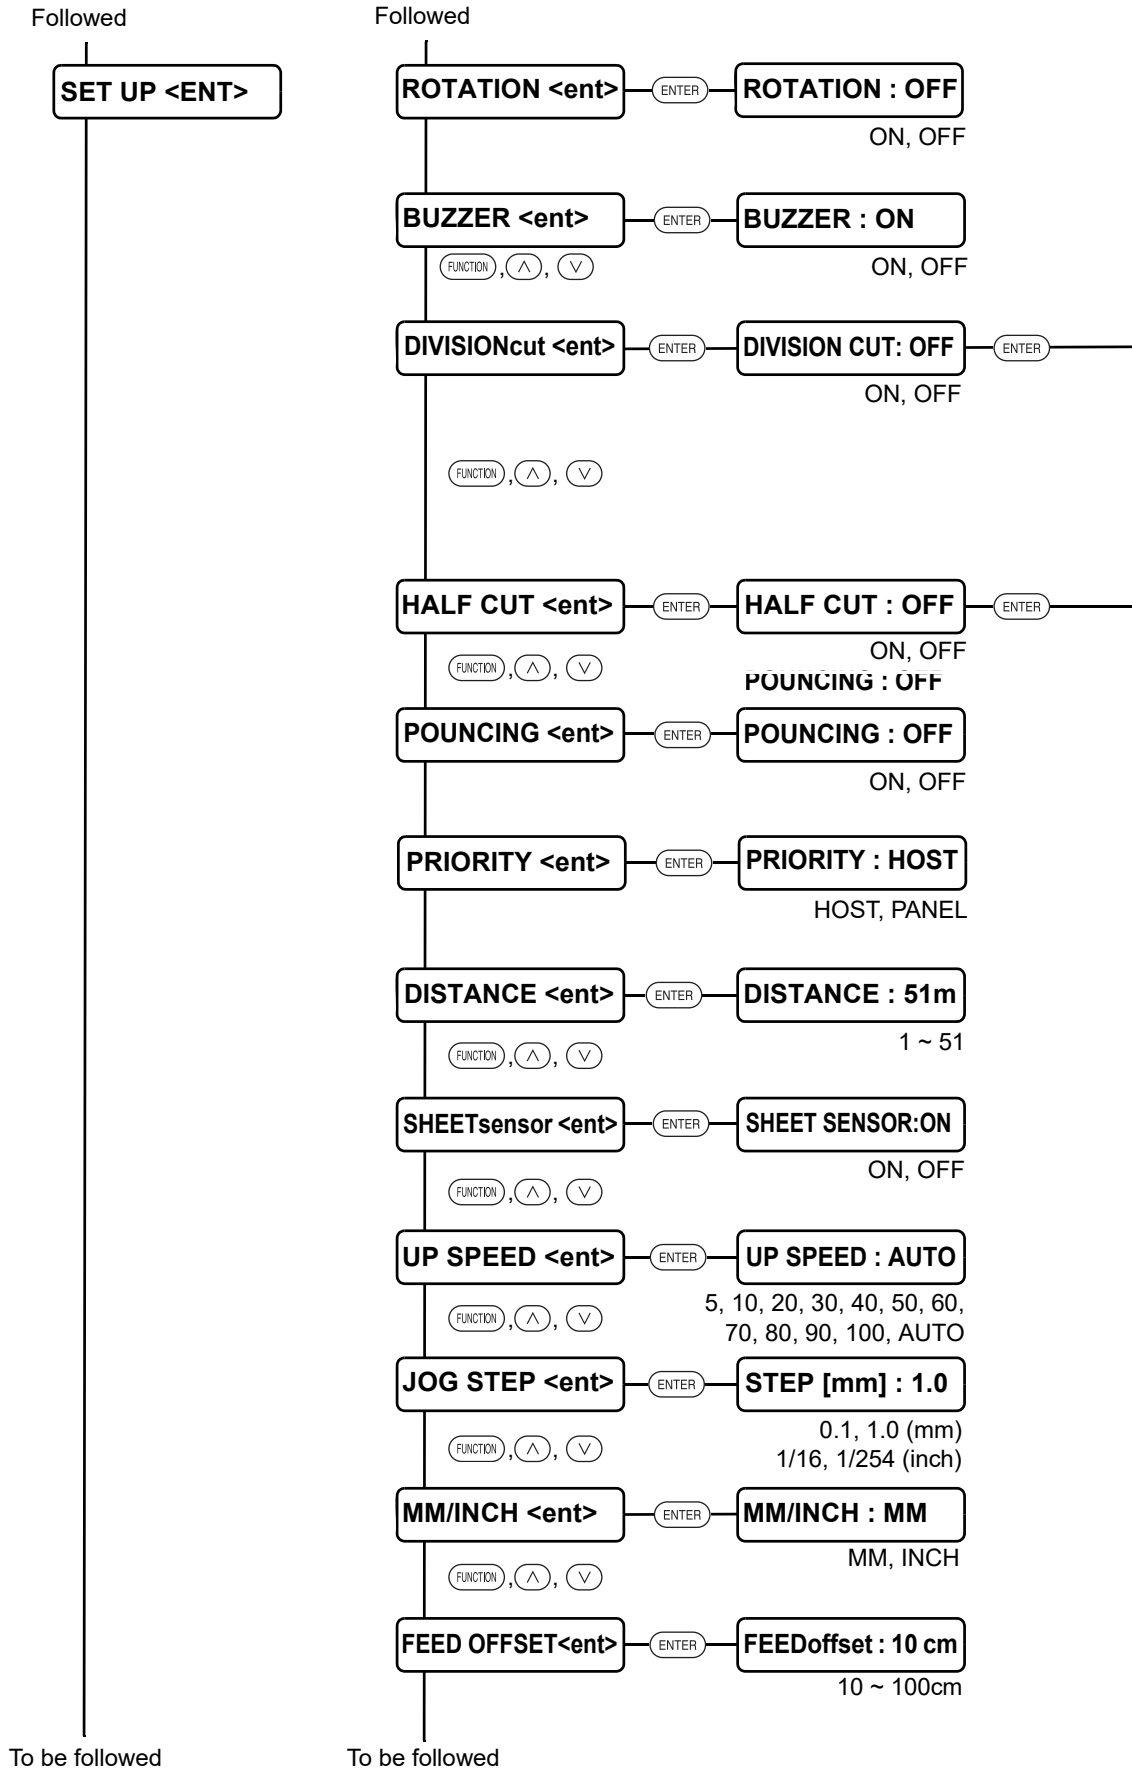 Followed
Followed
SET UP <ENT>
ROTATION <ent>
ENTER
ROTATION : OFF
ON, OFF
BUZZER <ent>
ENTER
BUZZER : ON
FUNCTION , ,
ON, OFF
DIVISIONcut <ent>
ENTER
DIVISION CUT: OFF
ENTER
ON, OFF
FUNCTION , ,
HALF CUT <ent>
ENTER
HALF CUT : OFF
ENTER
ON, OFF
FUNCTION , ,
POUNCING : OFF
POUNCING <ent>
ENTER
POUNCING : OFF
ON, OFF
PRIORITY <ent>
ENTER
PRIORITY : HOST
HOST, PANEL
DISTANCE <ent>
ENTER
DISTANCE : 51m
1 ~ 51
FUNCTION , ,
SHEETsensor <ent>
ENTER
SHEET SENSOR:ON
ON, OFF
FUNCTION , ,
UP SPEED <ent>
ENTER
UP SPEED : AUTO
5, 10, 20, 30, 40, 50, 60,
FUNCTION , ,
70, 80, 90, 100, AUTO
JOG STEP <ent>
ENTER
STEP [mm] : 1.0
0.1, 1.0 (mm)
FUNCTION , ,
1/16, 1/254 (inch)
MM/INCH <ent>
ENTER
MM/INCH : MM
MM, INCH
FUNCTION , ,
FEED OFFSET<ent>
ENTER
FEEDoffset : 10 cm
10 ~ 100cm
To be followed
To be followed